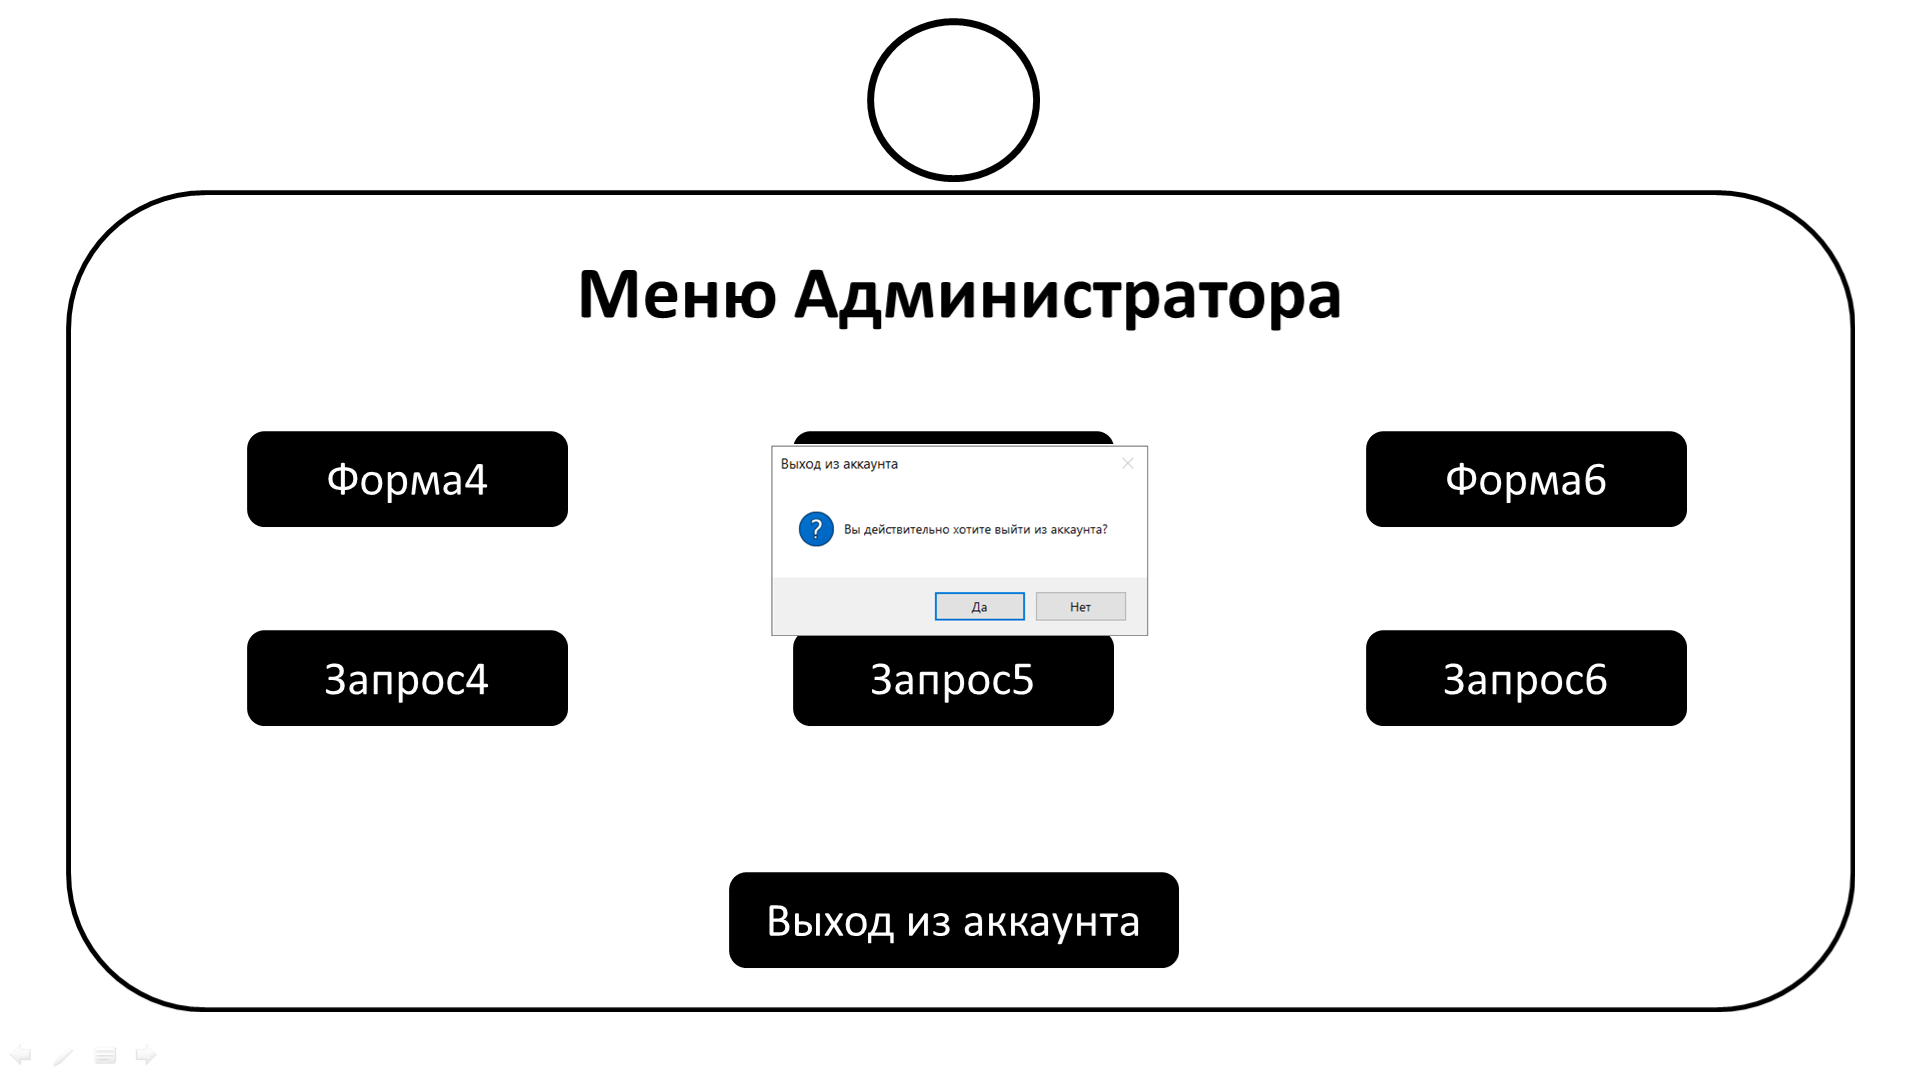 Меню Администратора
Форма4
Форма6
Выход из аккаунта
?
Вы действительно хотите выйти из аккаунта?
Да
Нет
Запрос4
Запрос5
Запрос6
Выход из аккаунта